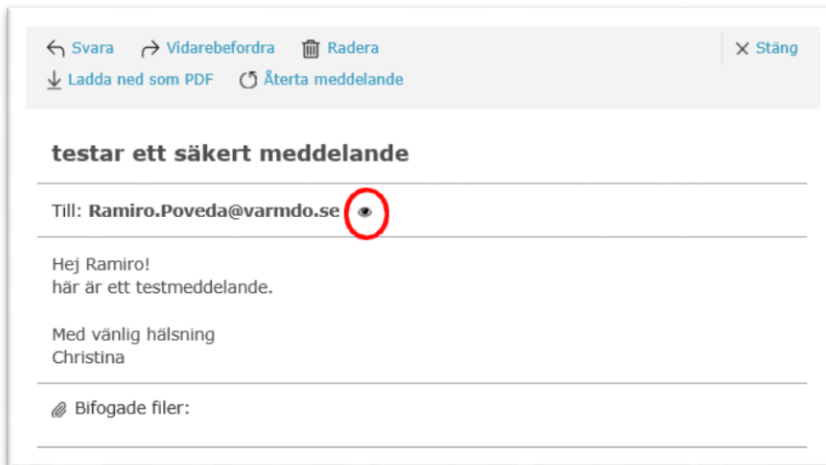 Svara Vidarebefordra Radera Stäng
Ladda ned som PDF Återta meddelande
testar ett säkert meddelande
Till: Ramiro.Poveda@varmdo.se
Hej Ramiro!
här är ett testmeddelande.
Med vänlig hälsning
Christina
Bifogade filer: